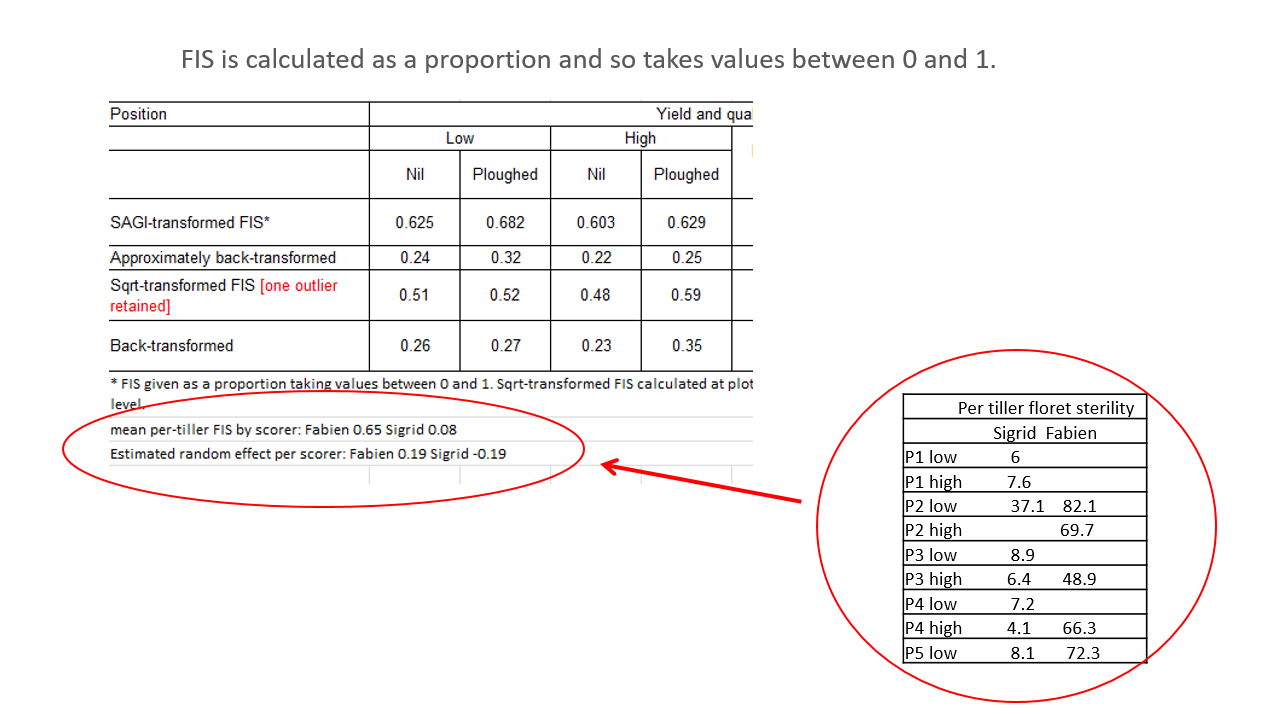 FIS is calculated as a proportion and so takes values between 0 and 1.
Position Yield and qua
Low High
Nil Ploughed Nil Ploughed
SAGI-transformed FIS* 0.625 0.682 0.603 0.629
Approximately back-transformed 0.24 0.32 0.22 0.25
Sqrt-transformed FIS [one outlier
retained] 0.51 0.52 0.48 0.59
Back-transformed 0.26 0.27 0.23 0.35
* FIS given as a proportion taking values between 0 and 1. Sqrt-transformed FIS calculated at plot
level.
mean per-tiller FIS by scorer: Fabien 0.65 Sigrid 0.08
Estimated random effect per scorer: Fabien 0.19 Sigrid -0.19
Per tiller floret sterility
Sigrid Fabien
P1 low 6
P1 high 7.6
P2 low 37.1 82.1
P2 high 69.7
P3 low 8.9
P3 high 6.4 48.9
P4 low 7.2
P4 high 4.1 66.3
P5 low 8.1 72.3